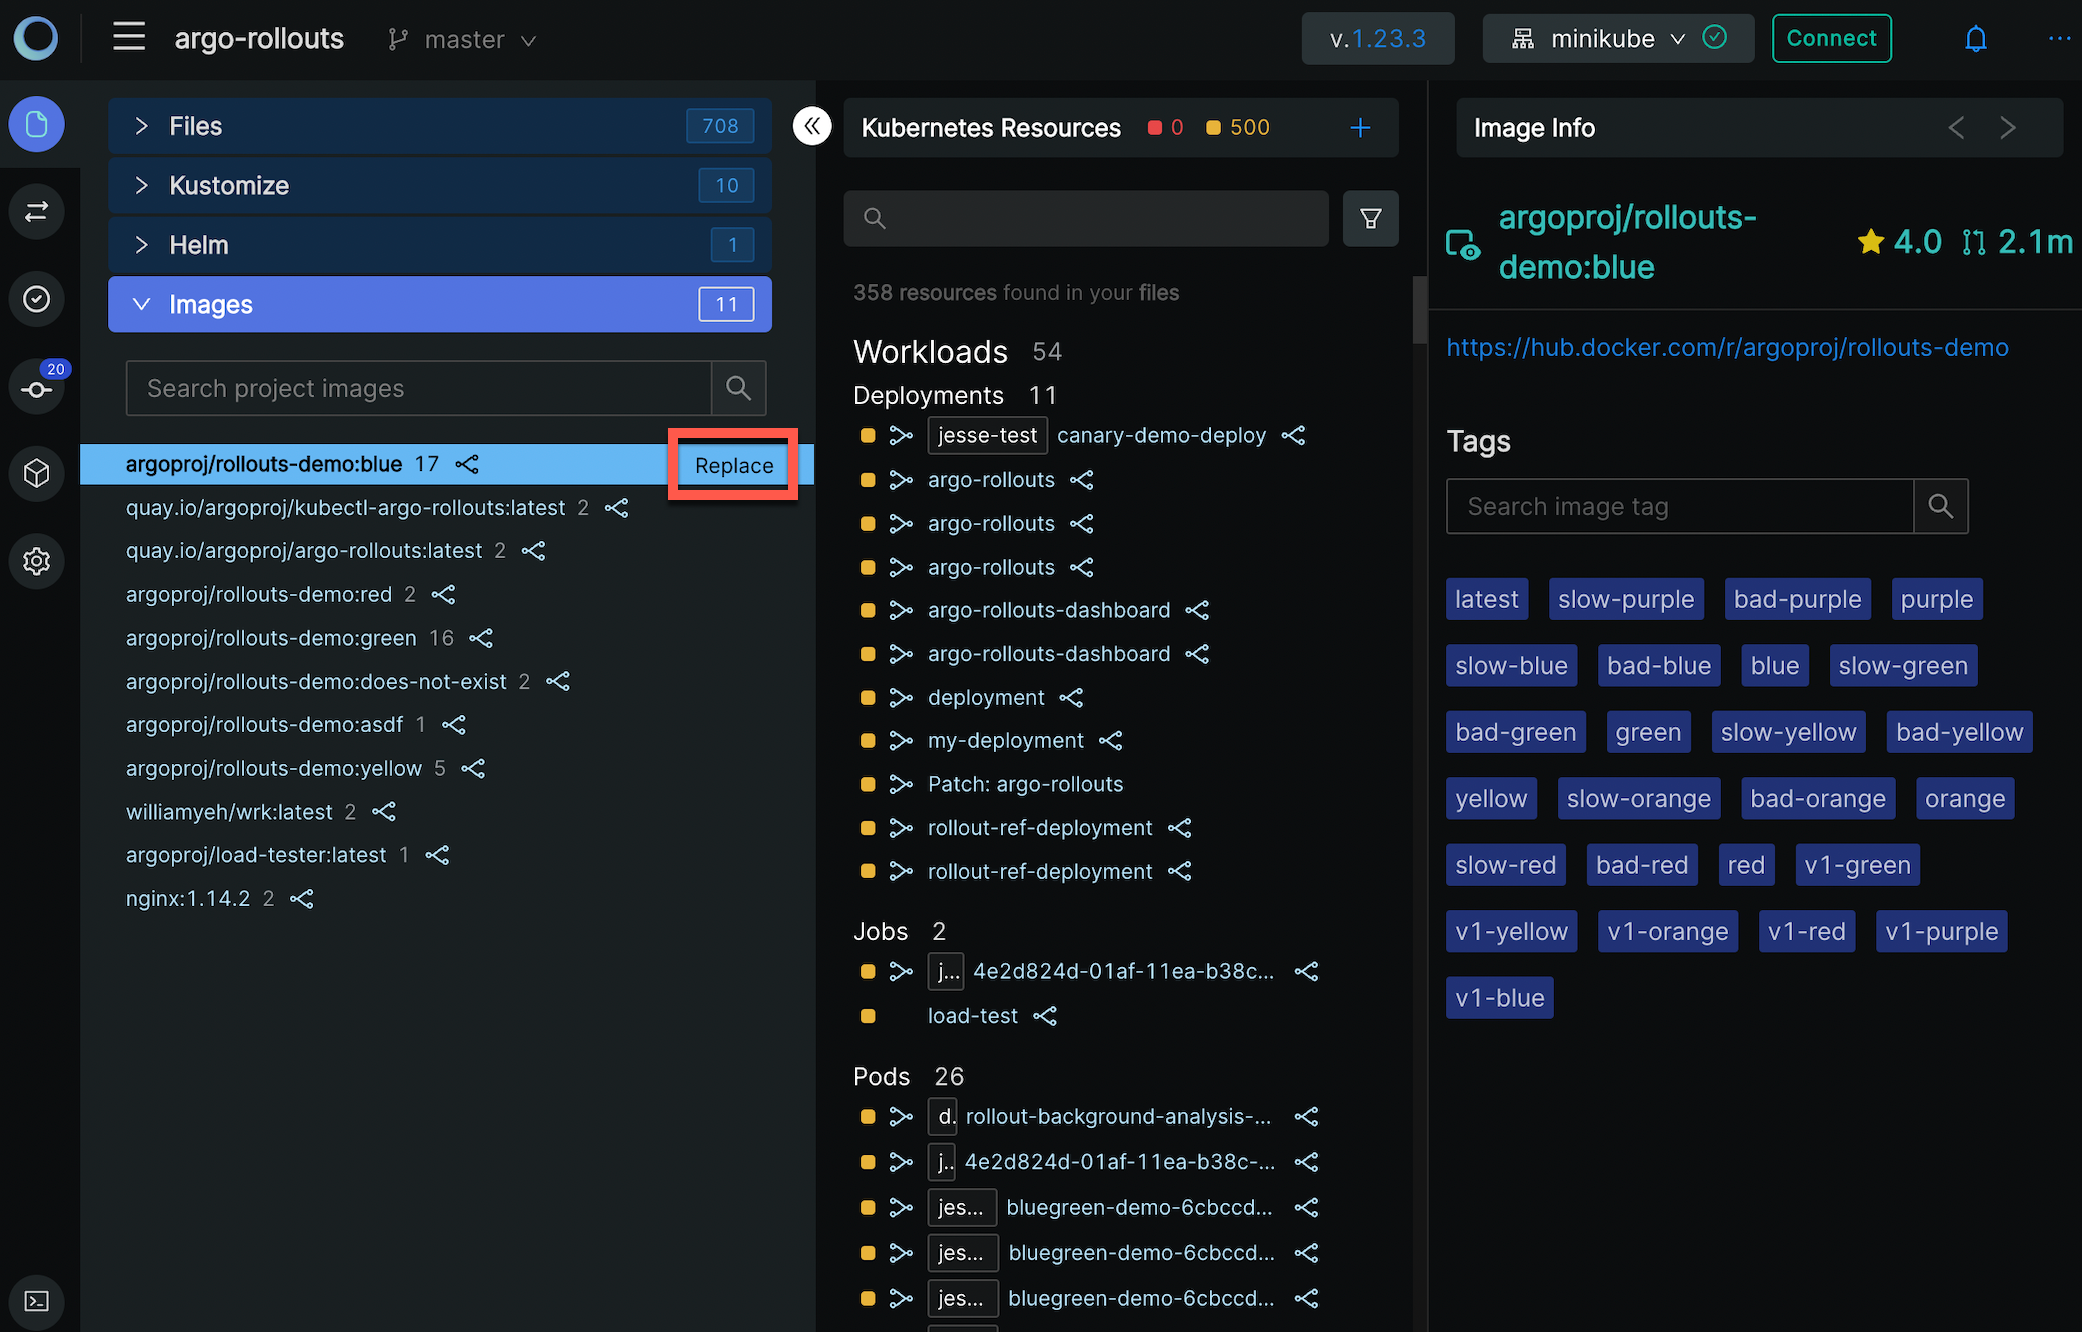 argo-rollouts master
v.1.23.3 minikube Connect
Files 708
Kustomize 10
Helm 1
Images 11
Search project images
argoproj/rollouts-demo:blue 17 Replace
quay.io/argoproj/kubectl-argo-rollouts:latest 2
quay.io/argoproj/argo-rollouts:latest 2
argoproj/rollouts-demo:red 2
argoproj/rollouts-demo:green 16
argoproj/rollouts-demo:does-not-exist 2
argoproj/rollouts-demo:asdf 1
argoproj/rollouts-demo:yellow 5
williamyeh/wrk:latest 2
argoproj/load-tester:latest 1
nginx:1.14.2 2
20
Kubernetes Resources 0 500
358 resources found in your files
Workloads 54
Deployments 11
jesse-test canary-demo-deploy
argo-rollouts
argo-rollouts
argo-rollouts
argo-rollouts-dashboard
argo-rollouts-dashboard
deployment
my-deployment
Patch: argo-rollouts
rollout-ref-deployment
rollout-ref-deployment
Jobs 2
j... 4e2d824d-01af-11ea-b38c...
load-test
Pods 26
d. rollout-background-analysis-...
j.. 4e2d824d-01af-11ea-b38c-...
jes... bluegreen-demo-6cbccd...
jes... bluegreen-demo-6cbccd...
jes... bluegreen-demo-6cbccd...
Image Info
argoproj/rollouts-
demo:blue
4.0 2.1m
https://hub.docker.com/r/argoproj/rollouts-demo
Tags
Search image tag
latest slow-purple bad-purple purple
slow-blue bad-blue blue slow-green
bad-green green slow-yellow bad-yellow
yellow slow-orange bad-orange orange
slow-red bad-red red v1-green
v1-yellow v1-orange v1-red v1-purple
v1-blue